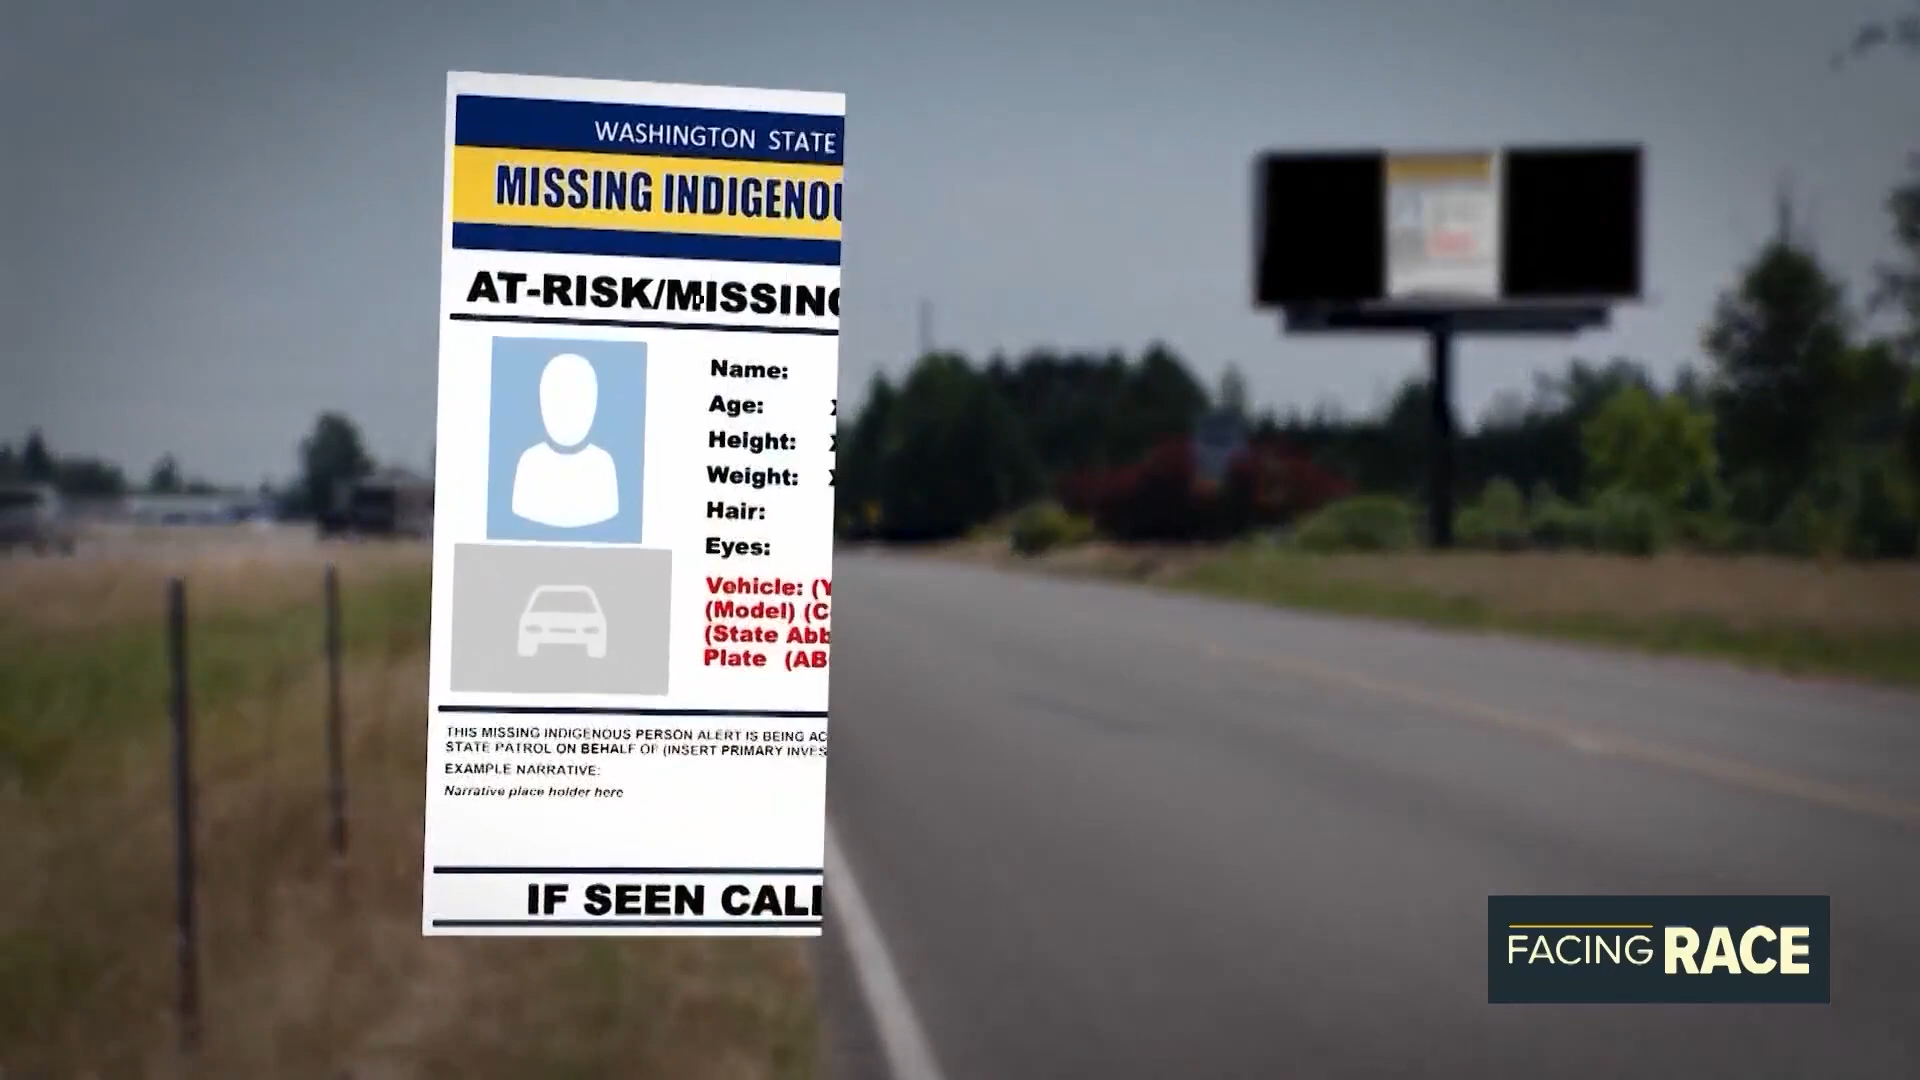 WASHINGTON STATE
MISSING INDIGENOU
AT-RISK/MISSING
Name:
Age:
Height:
Weight:
Hair:
Eyes:
Vehicle: (Y
(Model) (C
(State Abb
Plate (AB
THIS MISSING INDIGENOUS PERSON ALERT IS BEING AC
STATE PATROL ON BEHALF OF (INSERT PRIMARY INVES
EXAMPLE NARRATIVE:
Narrative place holder here
IF SEEN CALL
FACING RACE